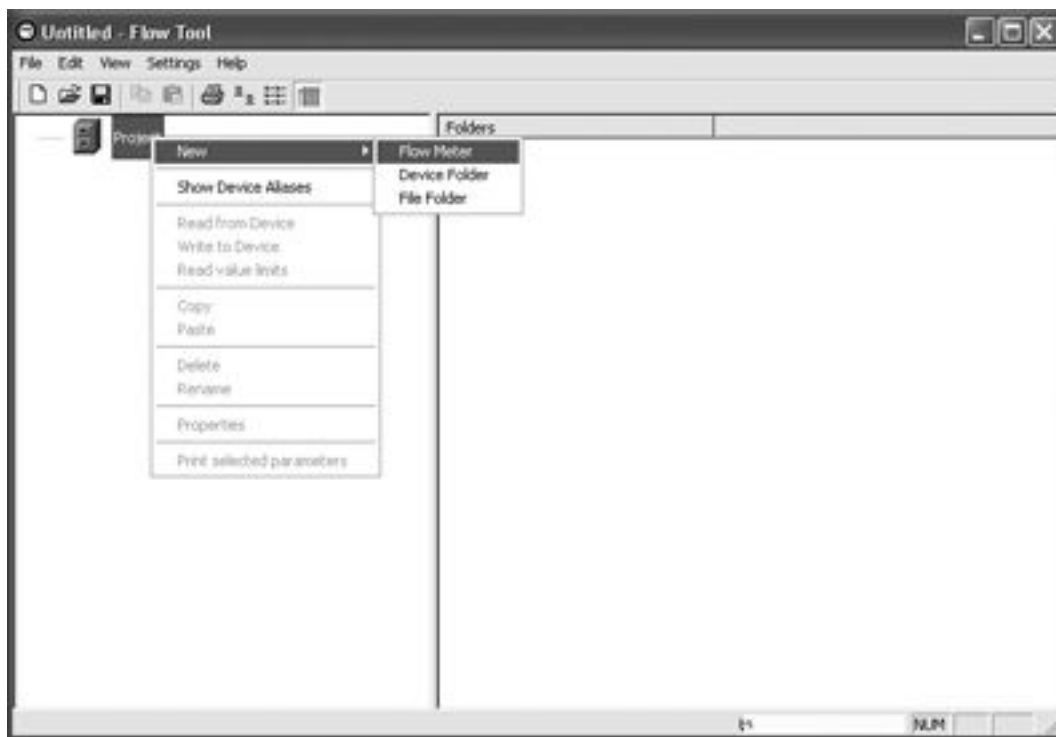 Untitled - Flow Tool
File Edit View Settings Help
Project
Folders
New
Flow Meter
Device Folder
File Folder
Show Device Aliases
Read from Device
Write to Device
Read value limits
Copy
Paste
Delete
Rename
Properties
Print selected parameters
NUM